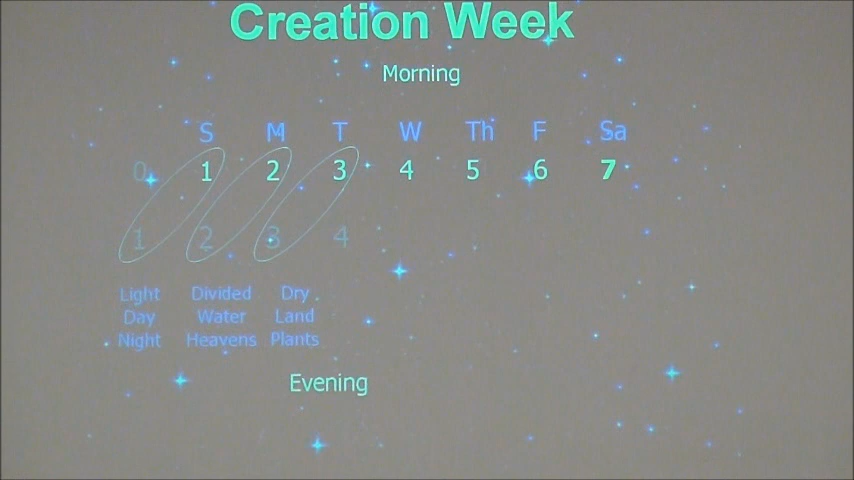 Creation Week
Morning
S M T W Th F Sa
0 1 2 3 4 5 6 7
1 2 3 4
Light Divided Dry
Day Water Land
Night Heavens Plants
Evening